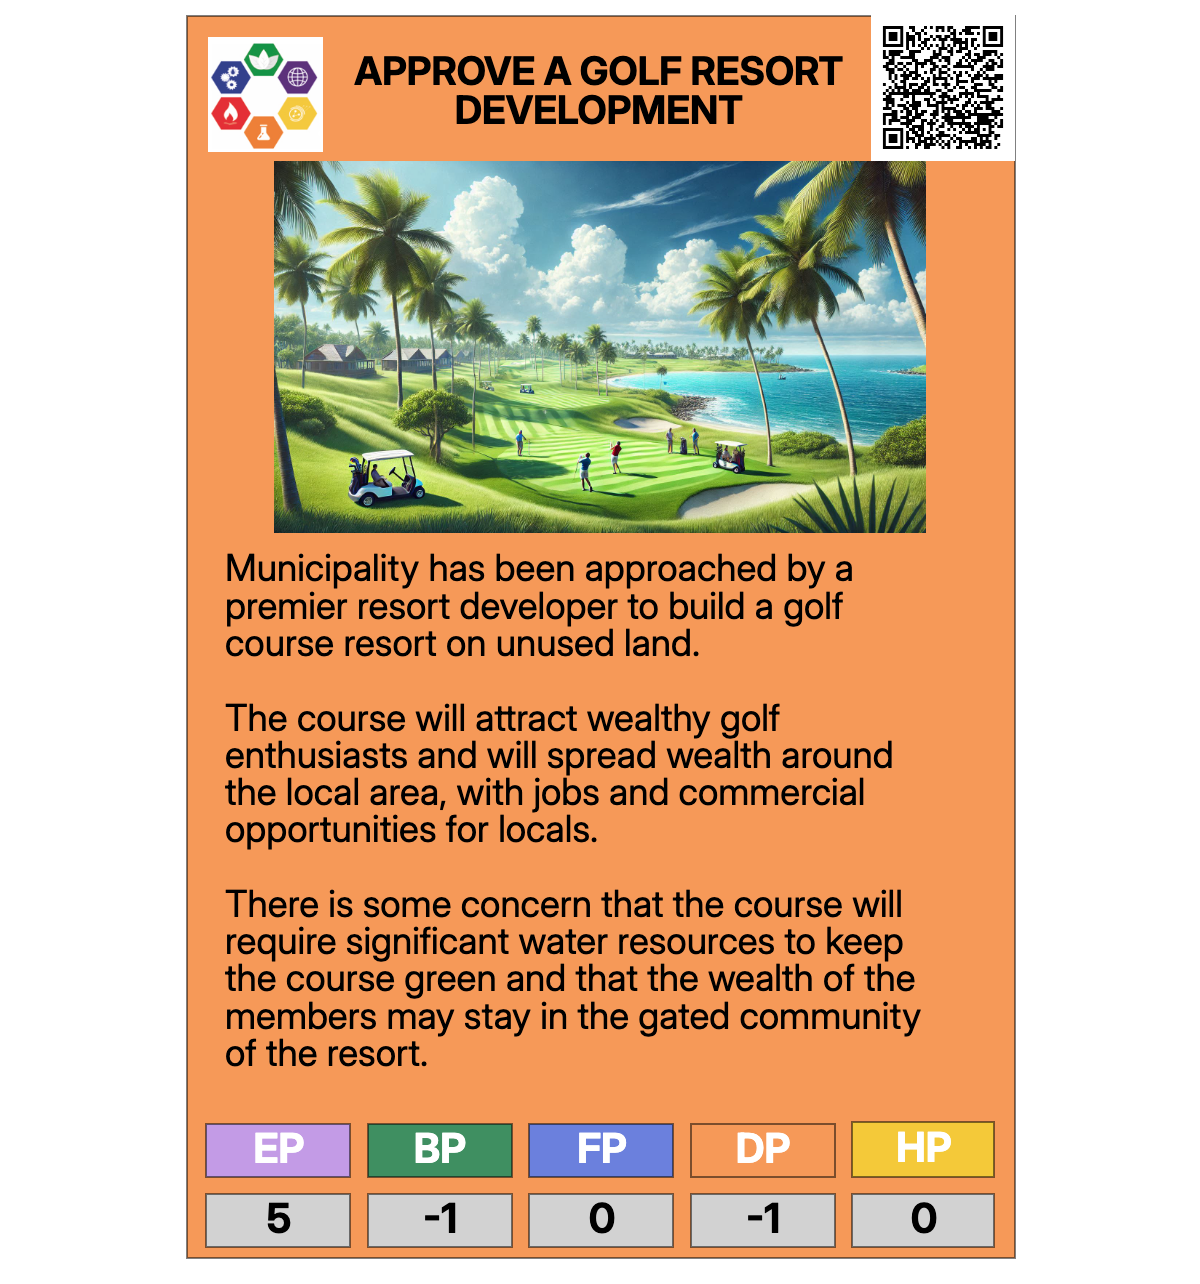 APPROVE A GOLF RESORT
DEVELOPMENT
Municipality has been approached by a
premier resort developer to build a golf
course resort on unused land.
The course will attract wealthy golf
enthusiasts and will spread wealth around
the local area, with jobs and commercial
opportunities for locals.
There is some concern that the course will
require significant water resources to keep
the course green and that the wealth of the
members may stay in the gated community
of the resort.
EP BP FP DP HP
5 -1 0 -1 0